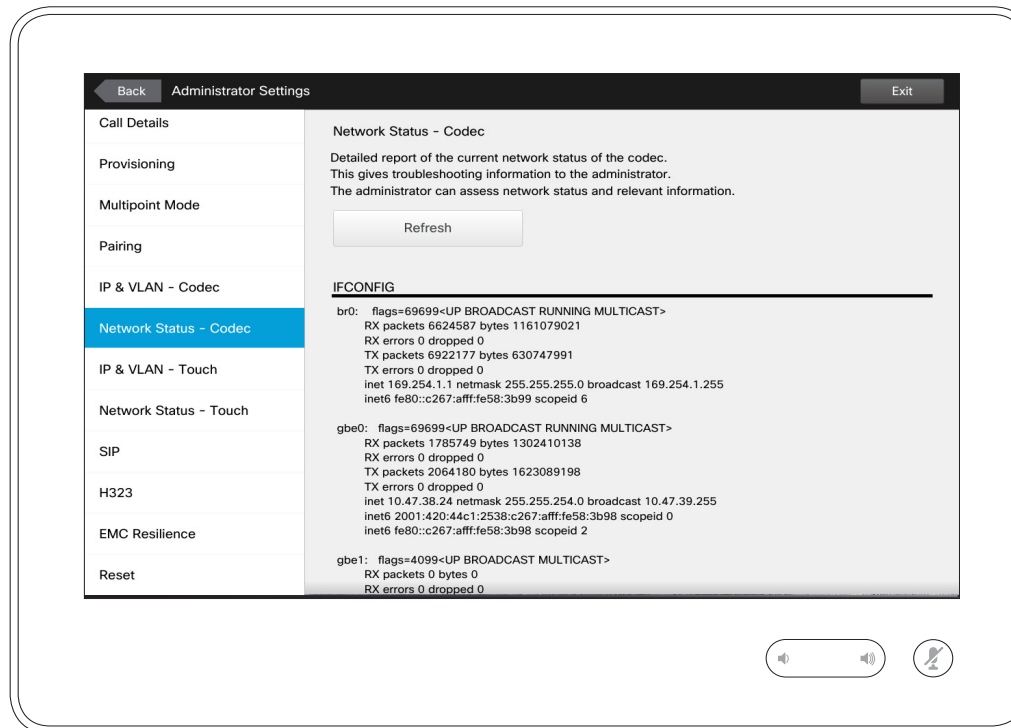 Back
Administrator Settings
Exit
Call Details
Provisioning
Multipoint Mode
Pairing
IP & VLAN - Codec
Network Status - Codec
IP & VLAN - Touch
Network Status - Touch
SIP
H323
EMC Resilience
Reset
Network Status - Codec
Detailed report of the current network status of the codec.
This gives troubleshooting information to the administrator.
The administrator can assess network status and relevant information.
Refresh
IFCONFIG
br0: flags=69699<UP BROADCAST RUNNING MULTICAST>
RX packets 6624587 bytes 1161079021
RX errors 0 dropped 0
TX packets 6922177 bytes 630747991
TX errors 0 dropped 0
inet 169.254.1.1 netmask 255.255.255.0 broadcast 169.254.1.255
inet6 fe80::c267:afff:fe58:3b99 scopeid 6
gbe0: flags=69699<UP BROADCAST RUNNING MULTICAST>
RX packets 1785749 bytes 1302410138
RX errors 0 dropped 0
TX packets 2064180 bytes 1623089198
TX errors 0 dropped 0
inet 10.47.38.24 netmask 255.255.254.0 broadcast 10.47.39.255
inet6 2001:420:44c1:2538:c267:afff:fe58:3b98 scopeid 0
inet6 fe80::c267:afff:fe58:3b98 scopeid 2
gbe1: flags=4099<UP BROADCAST MULTICAST>
RX packets 0 bytes 0
RX errors 0 dropped 0